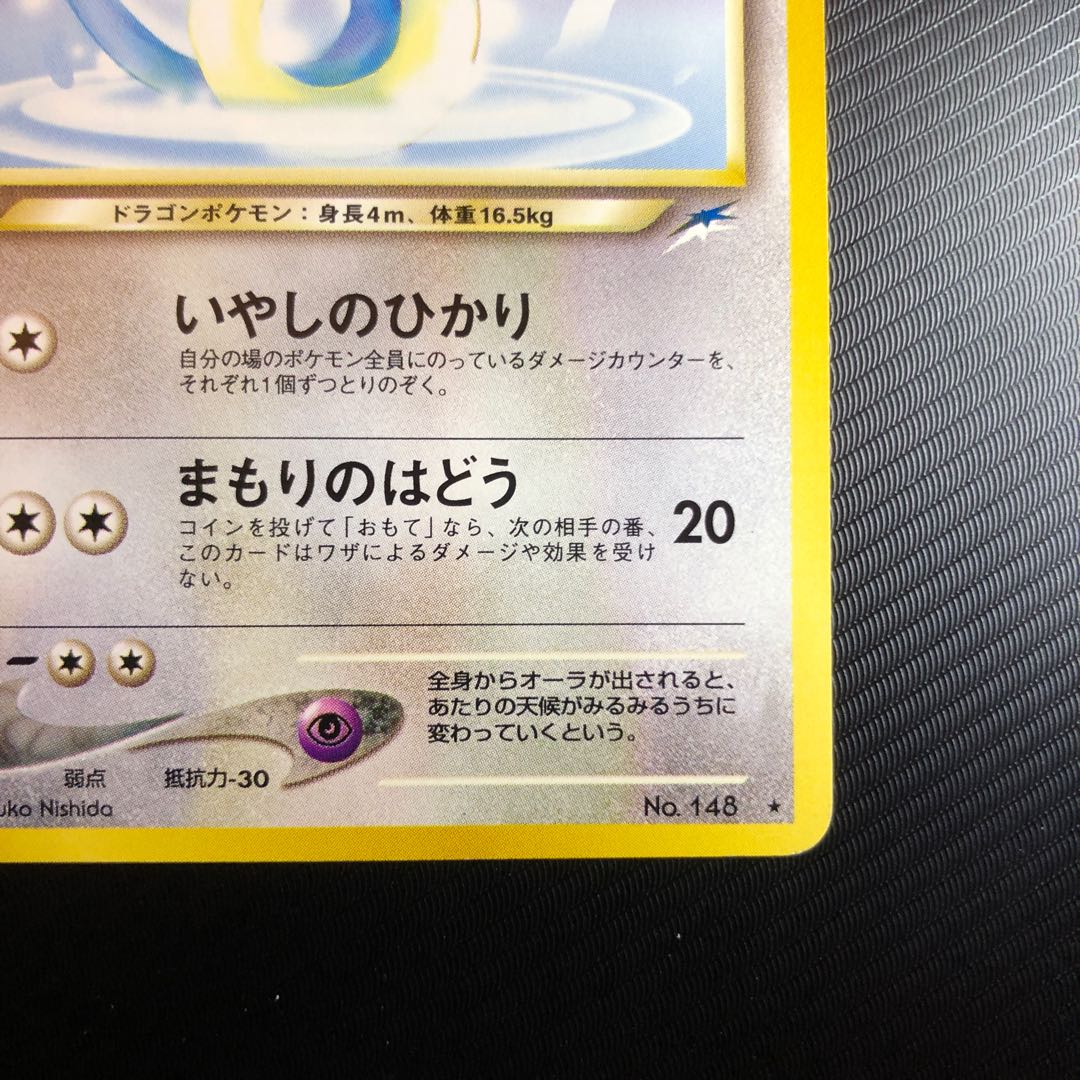 ドラゴンポケモン：身長4m、体重16.5kg
いやしのひかり
自分の場のポケモン全員にのっているダメージカウンターを、
それぞれ1個ずつとりのぞく。
まもりのはどう
20
コインを投げて「おもて」なら、次の相手の番、
このカードはワザによるダメージや効果を受け
ない。
全身からオーラが出されると、
あたりの天候がみるみるうちに
変わっていくという。
弱点 抵抗力-30
Nishida
No. 148 ★